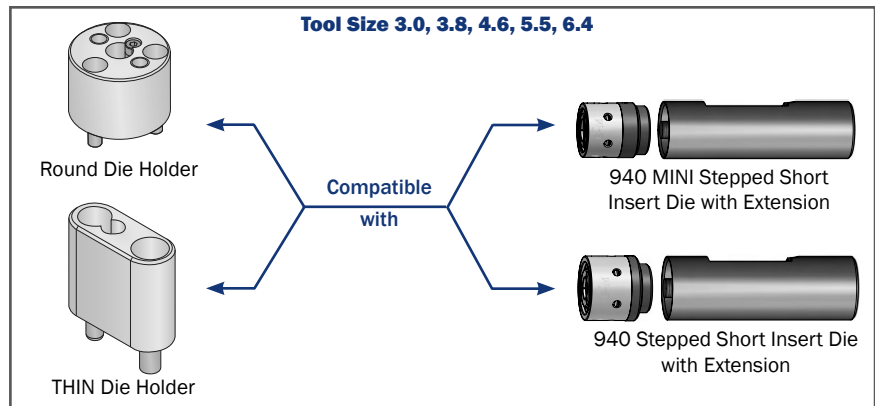 Tool Size 3.0, 3.8, 4.6, 5.5, 6.4
Round Die Holder
Compatible
with
940 MINI Stepped Short
Insert Die with Extension
THIN Die Holder
940 Stepped Short Insert Die
with Extension